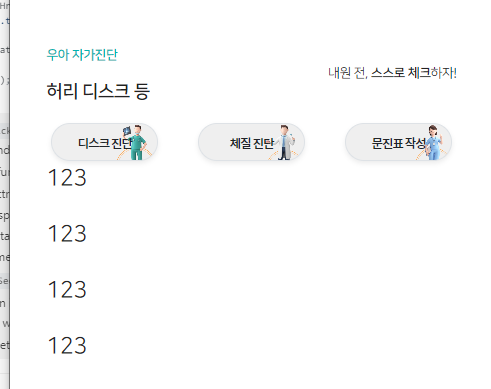 우아 자가진단
내원 전, 스스로 체크하자!
허리 디스크 등
디스크 진단
체질 진단
문진표 작성
123
123
123
123